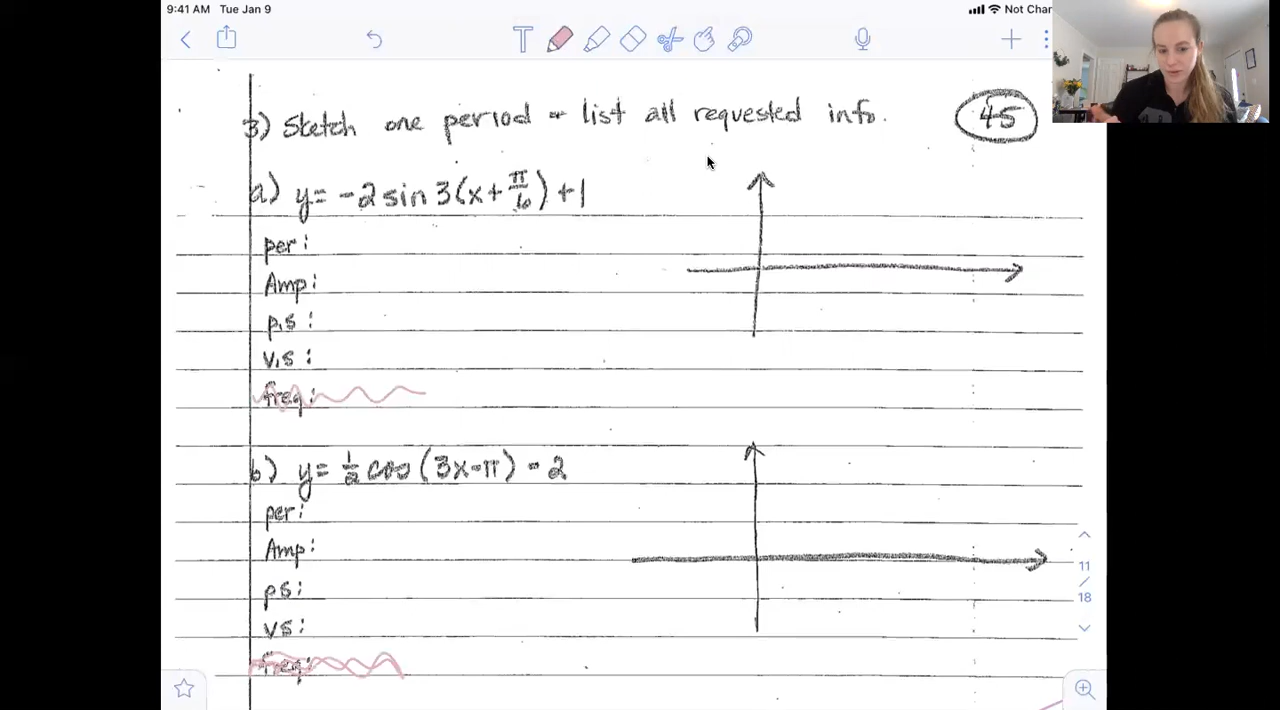 9:41 AM Tue Jan 9
Not Char
T
3) Sketch one period - list all requested info.
45
a) y = -2 sin 3(x + π/6) + 1
per:
Amp:
p.s:
v.s:
freq:
b) y = 1/2 cos (3x - π) - 2
per:
Amp:
ps:
vs:
freq:
11
/
18